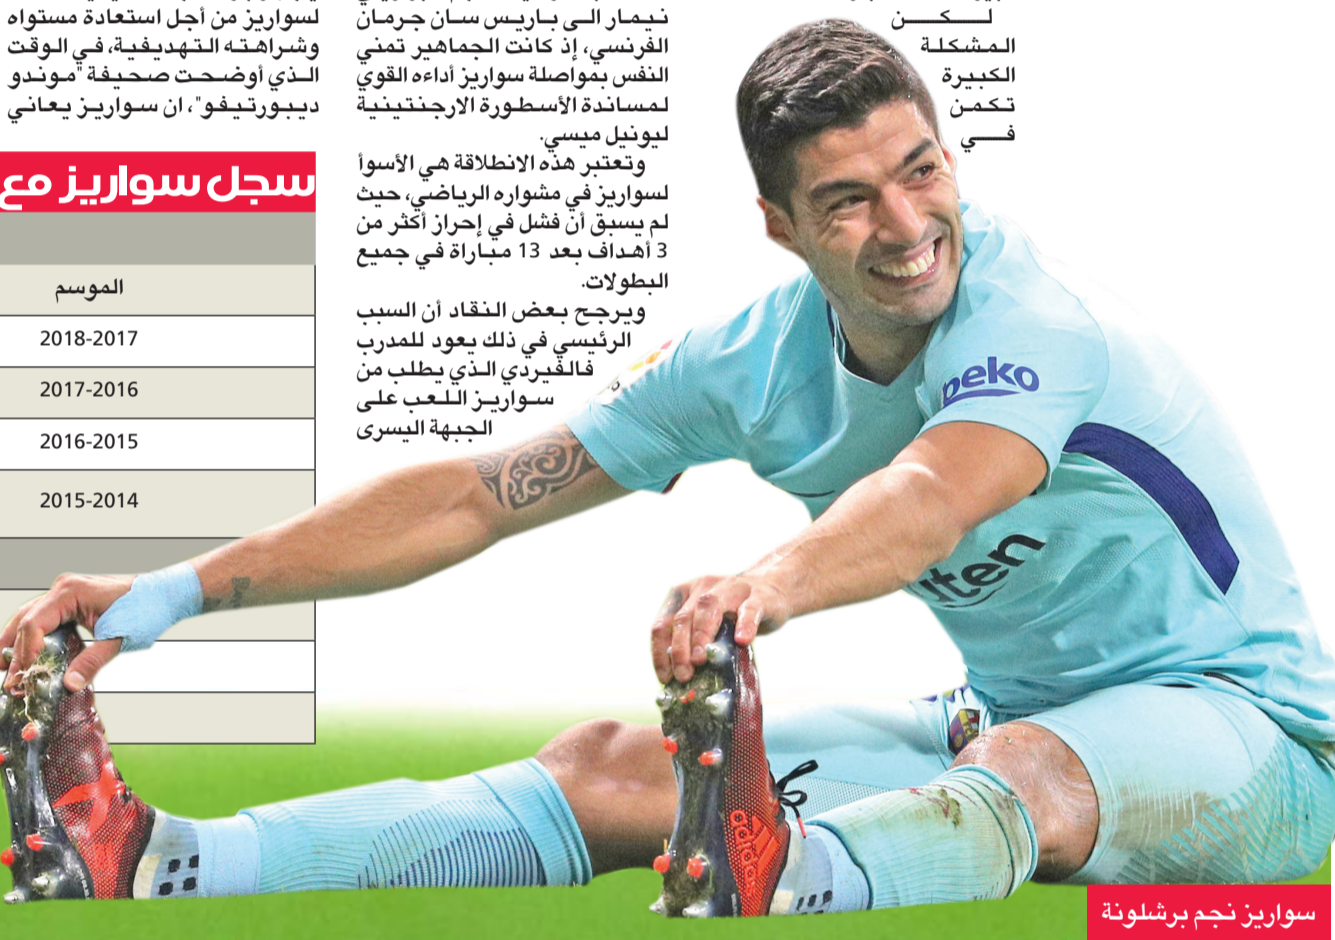 لـــكـــن
المشكلة
الكبيرة
تكمن
فـــي
نيمار الى باريس سان جرمان
الفرنسي، إذ كانت الجماهير تمني
النفس بمواصلة سواريز أداءه القوي
لمساندة الأسطورة الارجنتينية
ليونيل ميسي.
وتعتبر هذه الانطلاقة هي الأسوأ
لسواريز في مشواره الرياضي، حيث
لم يسبق أن فشل في إحراز أكثر من
3 أهداف بعد 13 مباراة في جميع
البطولات.
ويرجح بعض النقاد أن السبب
الرئيسي في ذلك يعود للمدرب
فالفيردي الذي يطلب من
سواريز اللعب على
الجبهة اليسرى
لسواريز من أجل استعادة مستواه
وشراهته التهديفية، في الوقت
الذي أوضحت صحيفة "موندو
ديبورتيفو"، ان سواريز يعاني
سجل سواريز مع
الموسم
2018-2017
2017-2016
2016-2015
2015-2014
beko
adidas
سواريز نجم برشلونة